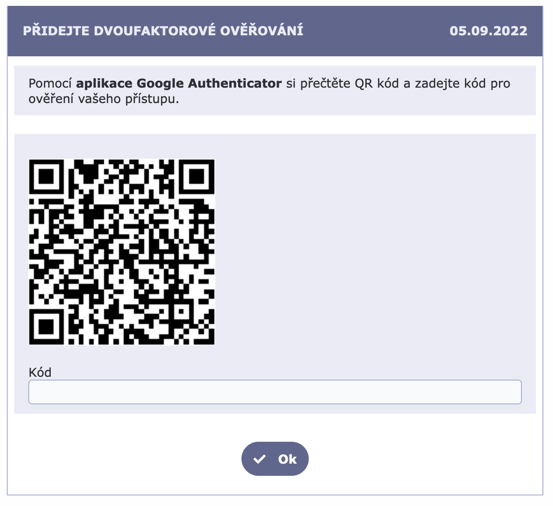 PŘIDEJTE DVOUFAKTOROVÉ OVĚŘOVÁNÍ 05.09.2022
Pomocí aplikace Google Authenticator si přečtěte QR kód a zadejte kód pro
ověření vašeho přístupu.
Kód
Ok